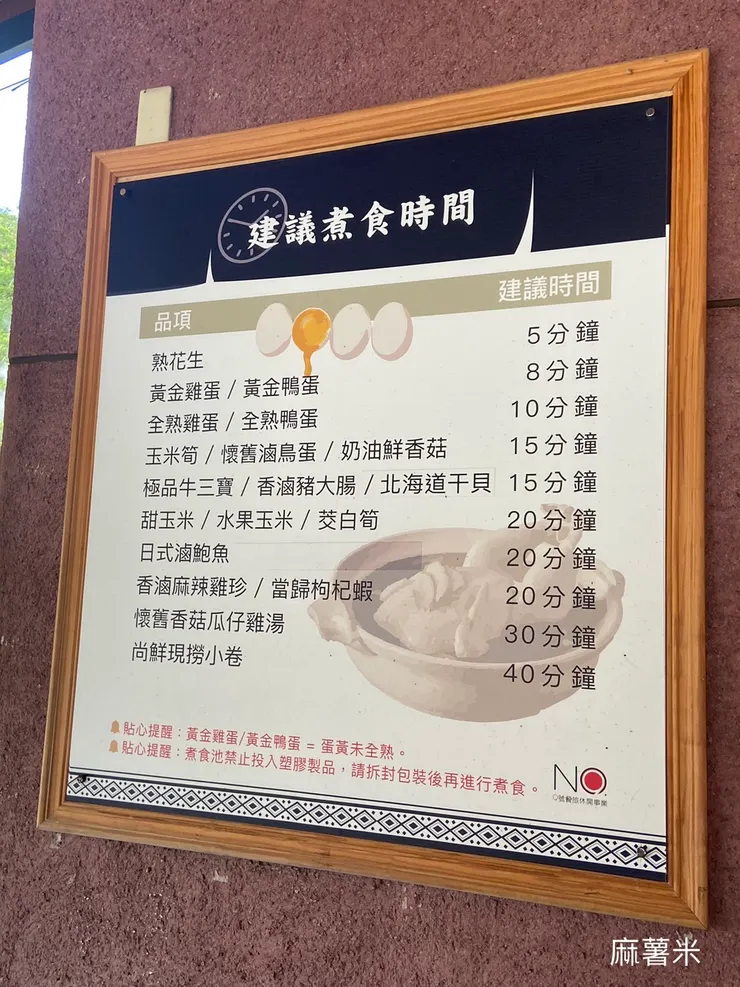 建議煮食時間
品項 建議時間
熟花生 5分鐘
黃金雞蛋 / 黃金鴨蛋 8分鐘
全熟雞蛋 / 全熟鴨蛋 10分鐘
玉米筍 / 懷舊滷鳥蛋 / 奶油鮮香菇 15分鐘
極品牛三寶 / 香滷豬大腸 / 北海道干貝 15分鐘
甜玉米 / 水果玉米 / 茭白筍 20分鐘
日式滷鮑魚 20分鐘
香滷麻辣雞珍 / 當歸枸杞蝦 20分鐘
懷舊香菇瓜仔雞湯 30分鐘
尚鮮現撈小卷 40分鐘
貼心提醒：黃金雞蛋/黃金鴨蛋 = 蛋黃未全熟。
貼心提醒：煮食池禁止投入塑膠製品，請拆封包裝後再進行煮食。
NO.
號餐旅休閒事業
麻薯米